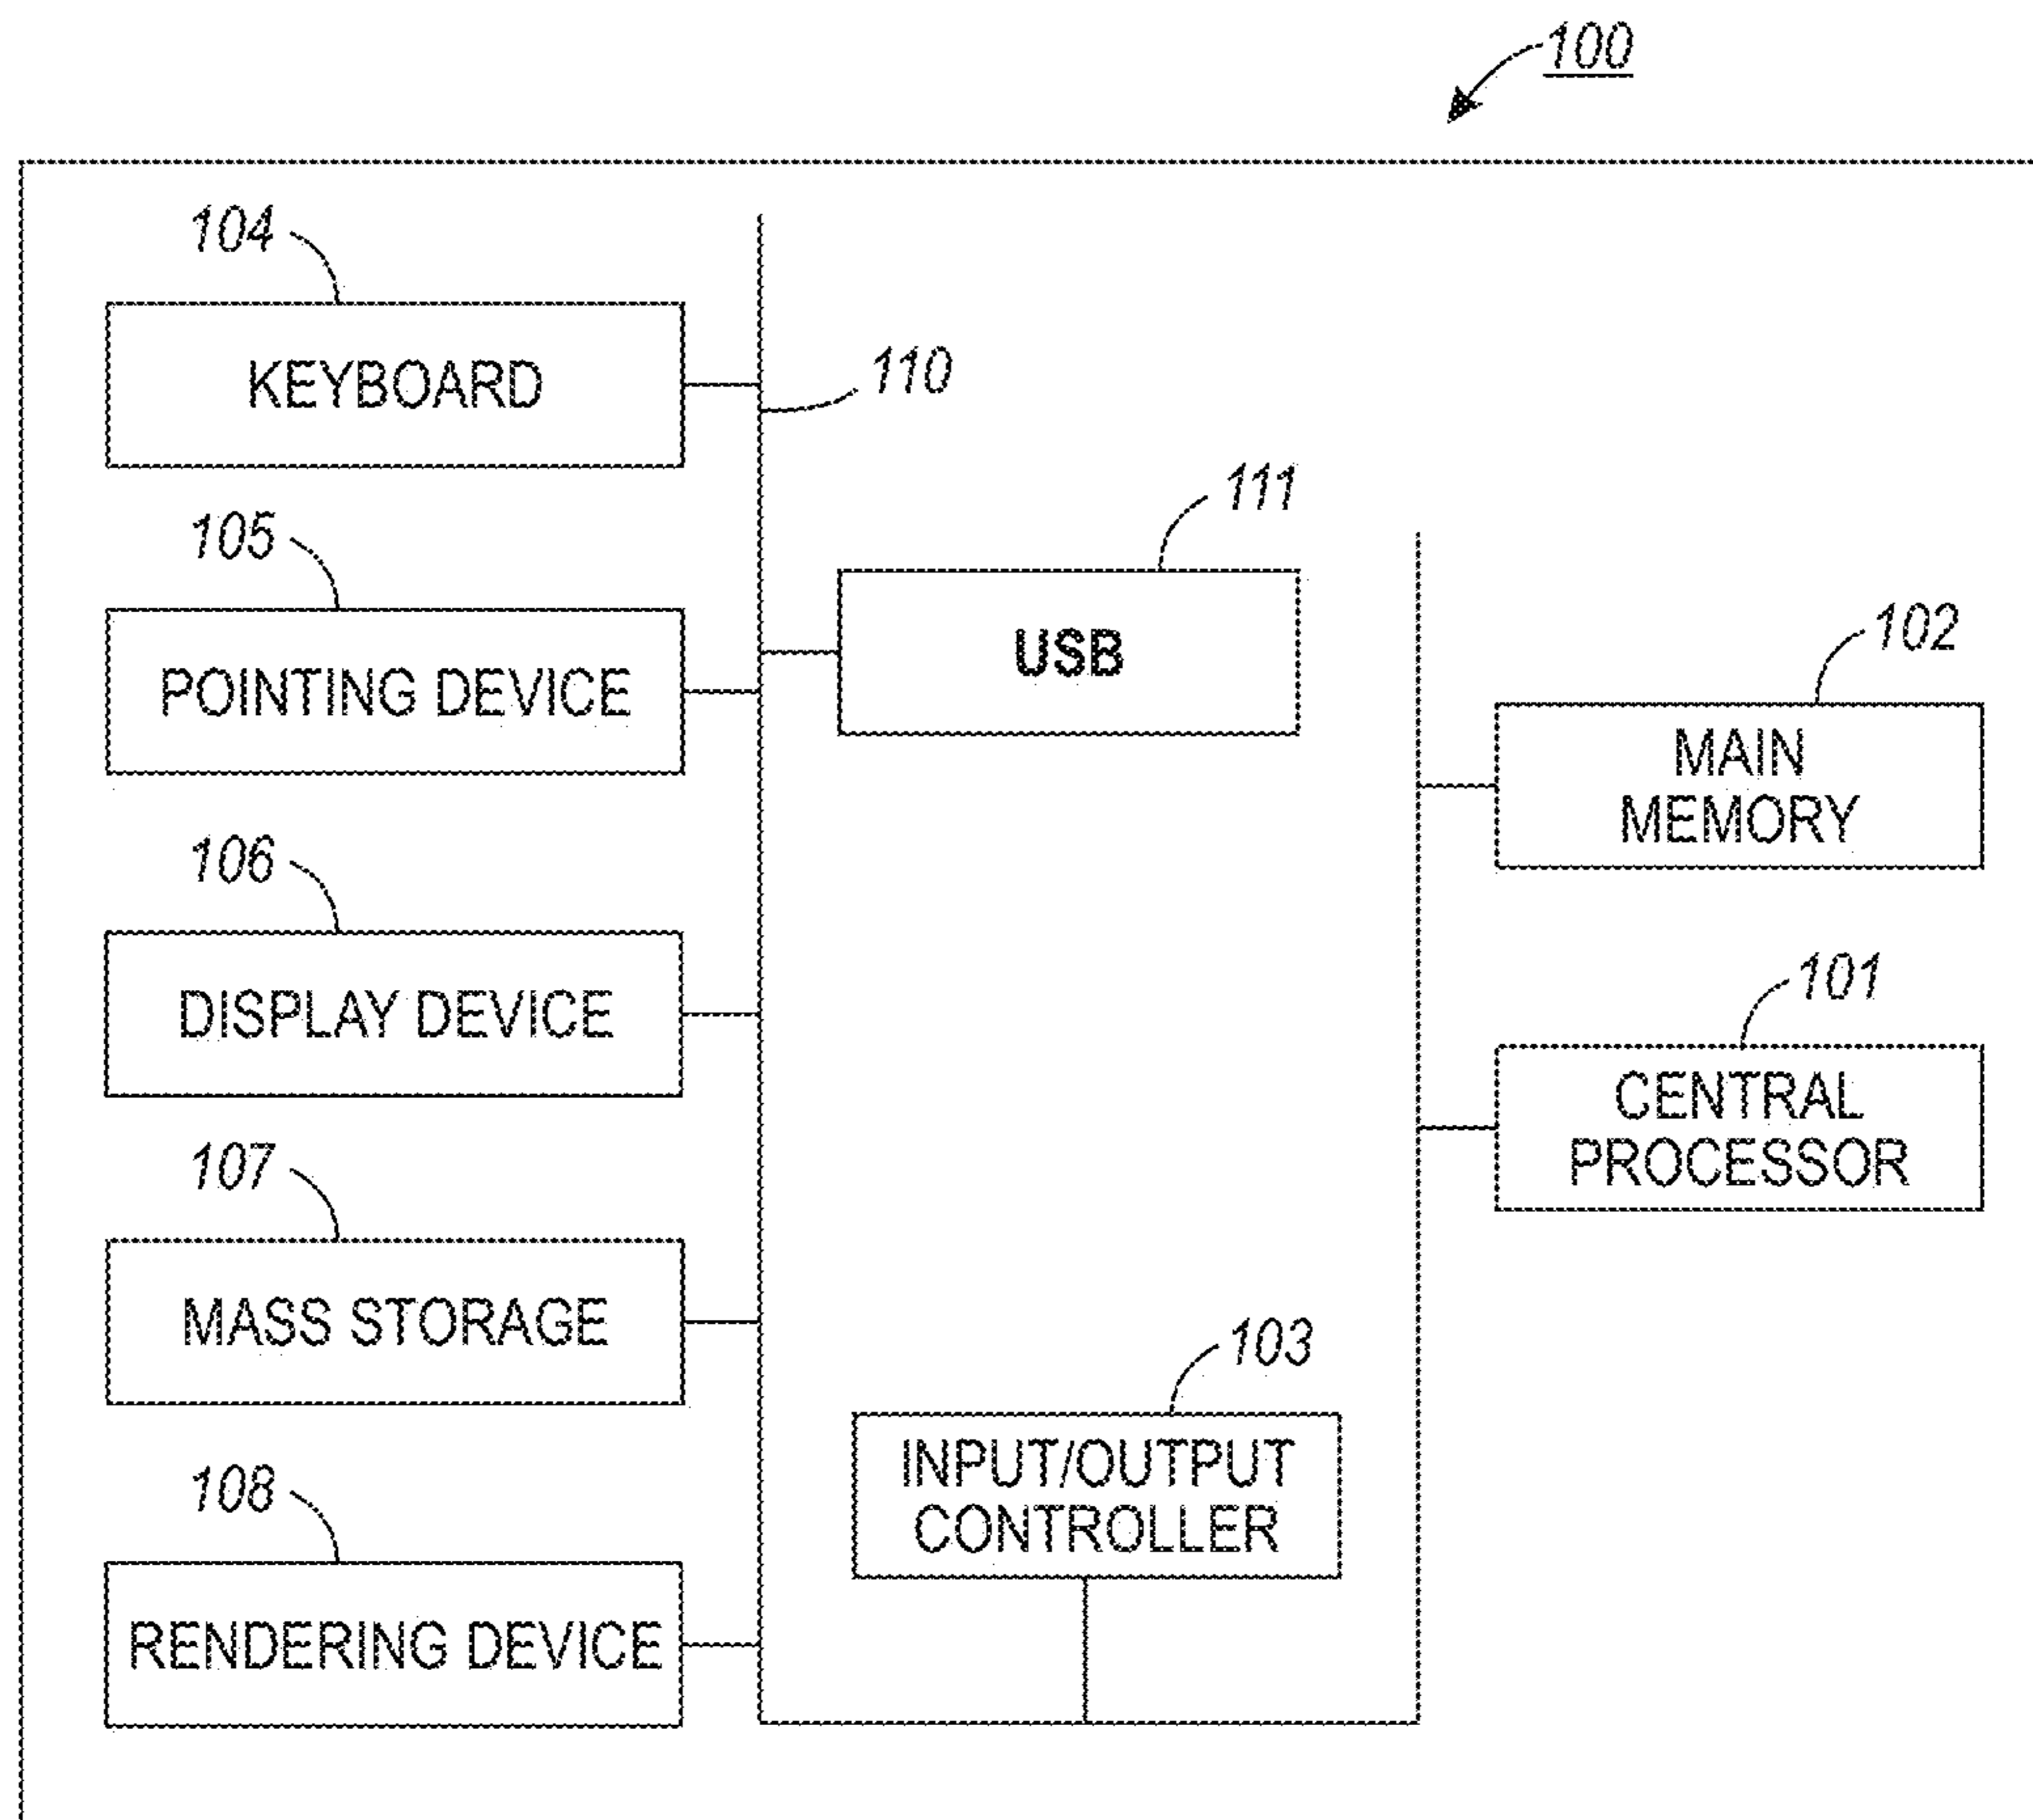 100
104
KEYBOARD
110
111
USB
105
POINTING DEVICE
102
MAIN
MEMORY
106
DISPLAY DEVICE
101
CENTRAL
PROCESSOR
107
MASS STORAGE
103
INPUT/OUTPUT
CONTROLLER
108
RENDERING DEVICE